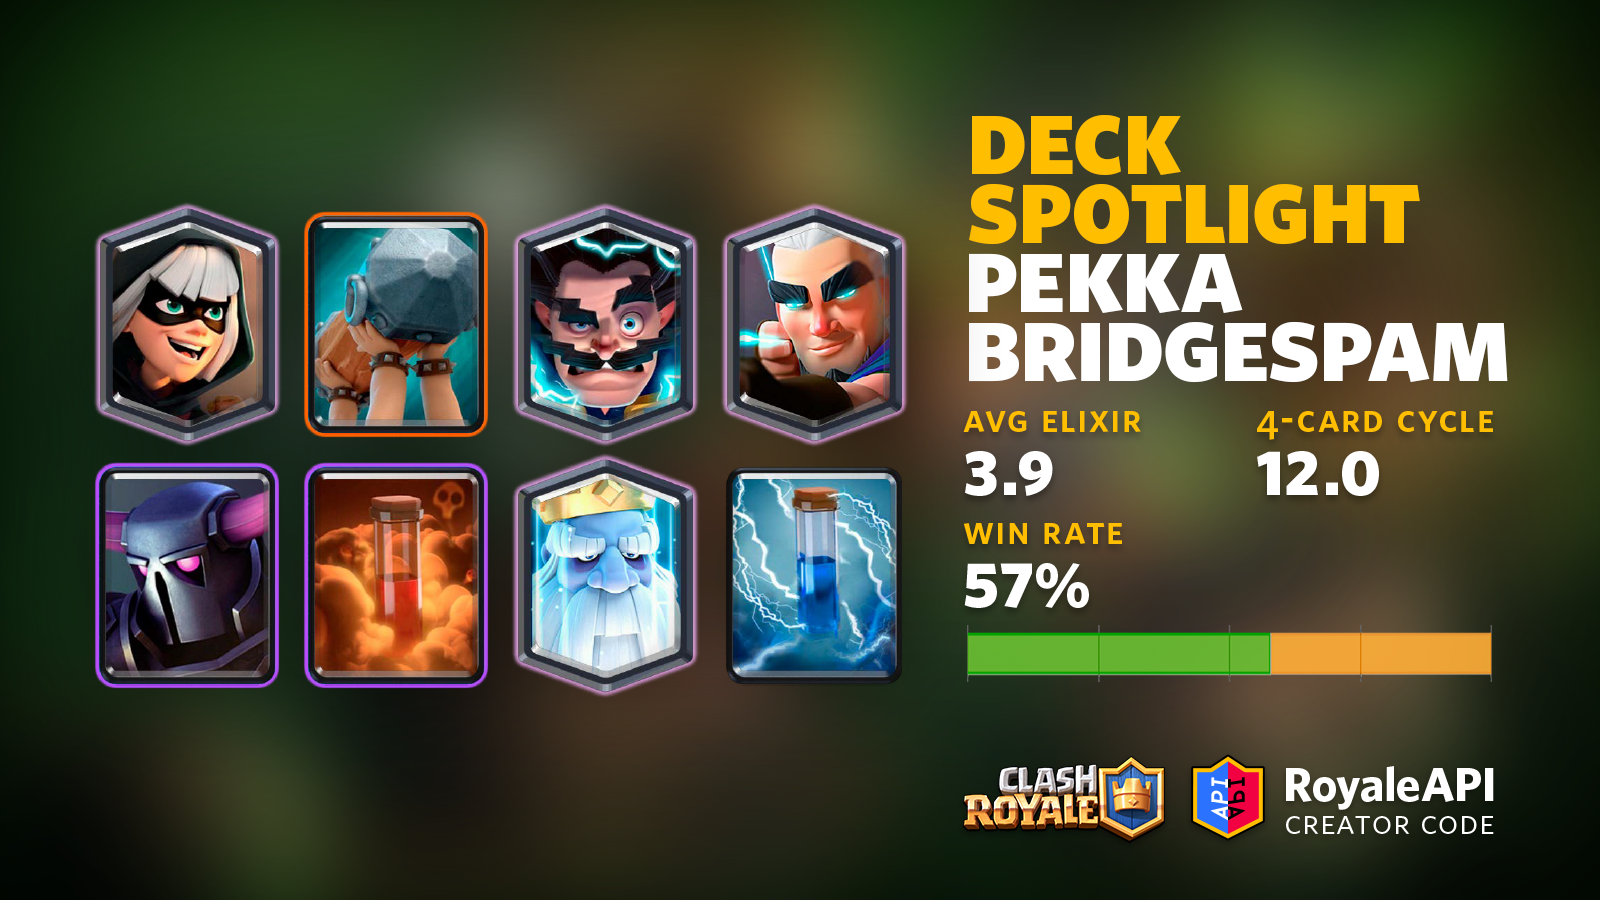 DECK
SPOTLIGHT
PEKKA
BRIDGESPAM
AVG ELIXIR
4-CARD CYCLE
3.9
12.0
WIN RATE
57%
CLASH
ROYALE
API
API
RoyaleAPI
CREATOR CODE